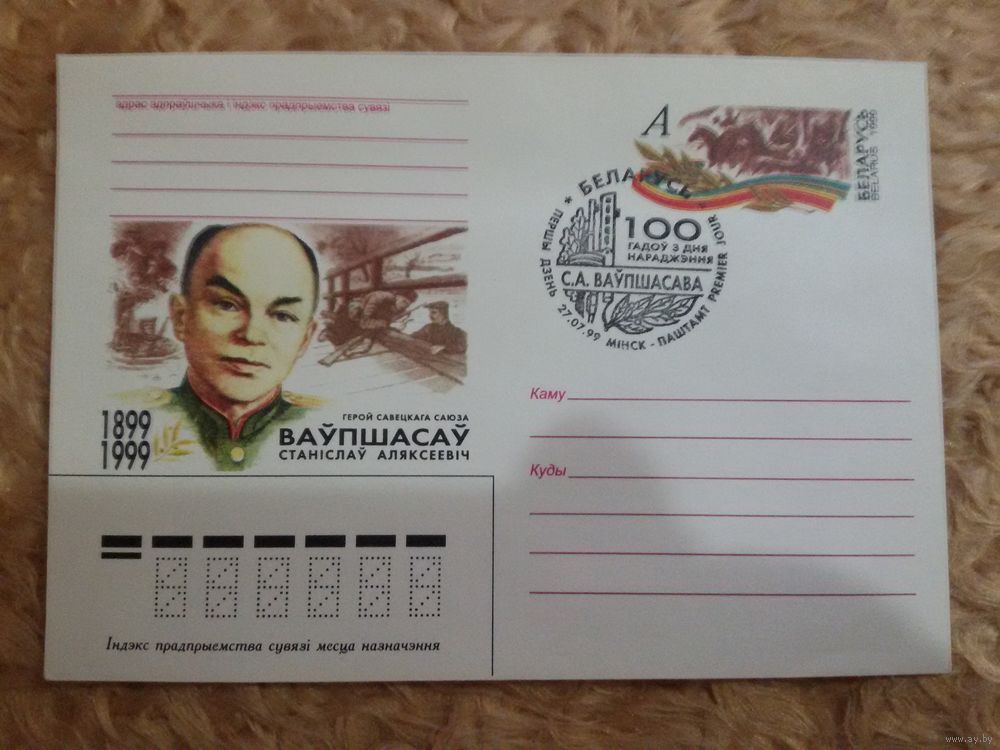 адрас адпраўшчыка і індэкс прадпрыемства сувязі
А
БЕЛАРУСЬ
BELARUS 1999
* БЕЛАРУСЬ *
ПЕРШЫ ДЗЕНЬ
PREMIER JOUR
100
ГАДОЎ З ДНЯ
НАРАДЖЭННЯ
С.А. ВАЎПШАСАВА
27.07.99 МІНСК - ПАШТАМТ
ГЕРОЙ САВЕЦКАГА САЮЗА
1899
1999
ВАЎПШАСАЎ
СТАНІСЛАЎ АЛЯКСЕЕВІЧ
Каму
Куды
Індэкс прадпрыемства сувязі месца назначэння
www.ay.by